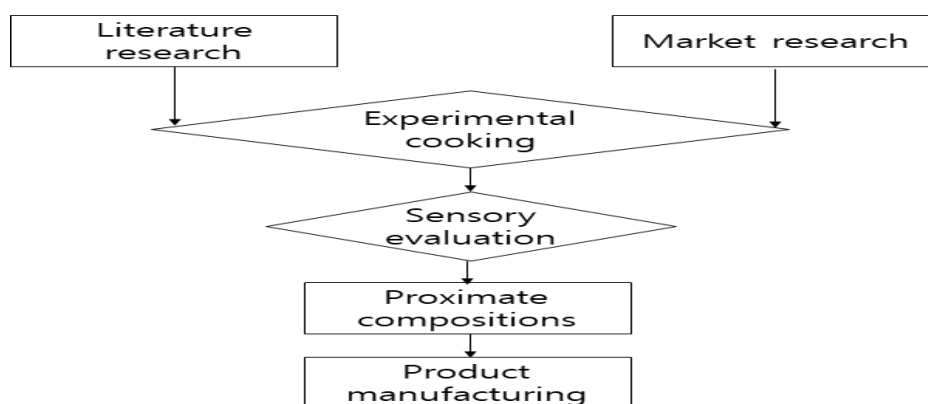 Literature
research
Market research
Experimental
cooking
Sensory
evaluation
Proximate
compositions
Product
manufacturing